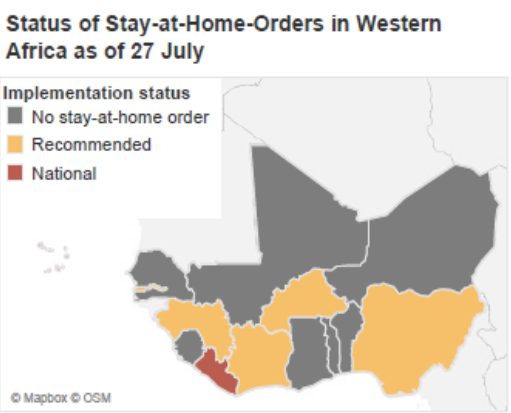 Status of Stay-at-Home-Orders in Western
Africa as of 27 July
Implementation status
No stay-at-home order
Recommended
National
© Mapbox © OSM